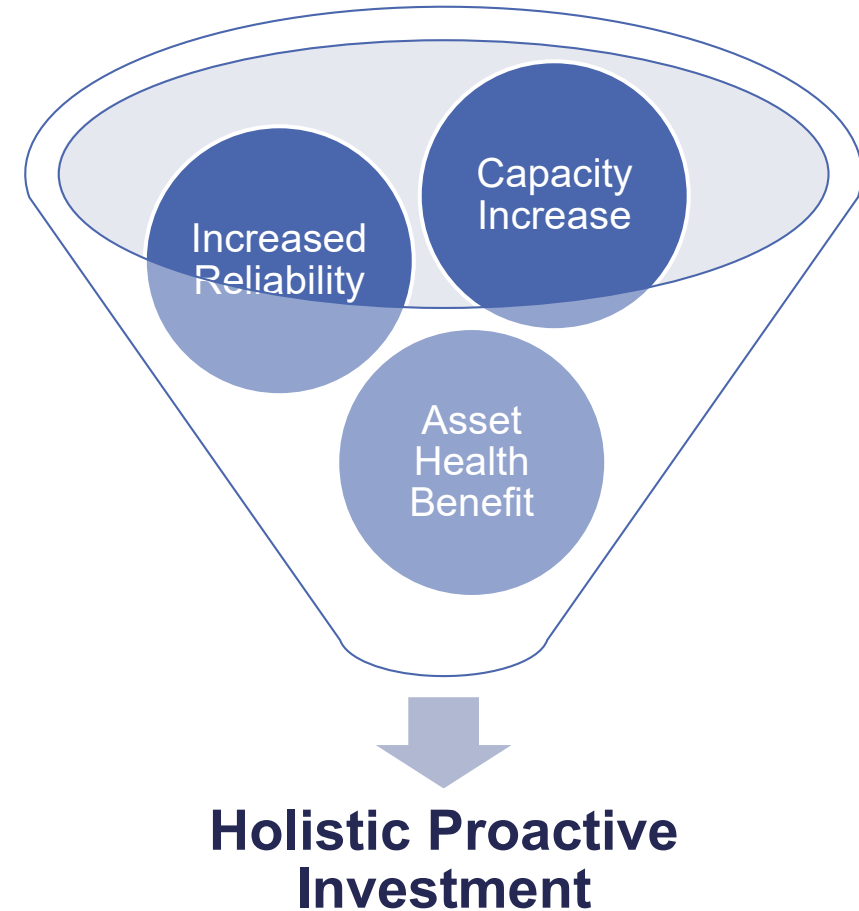 Capacity
Increase
Increased
Reliability
Asset
Health
Benefit
Holistic Proactive
Investment